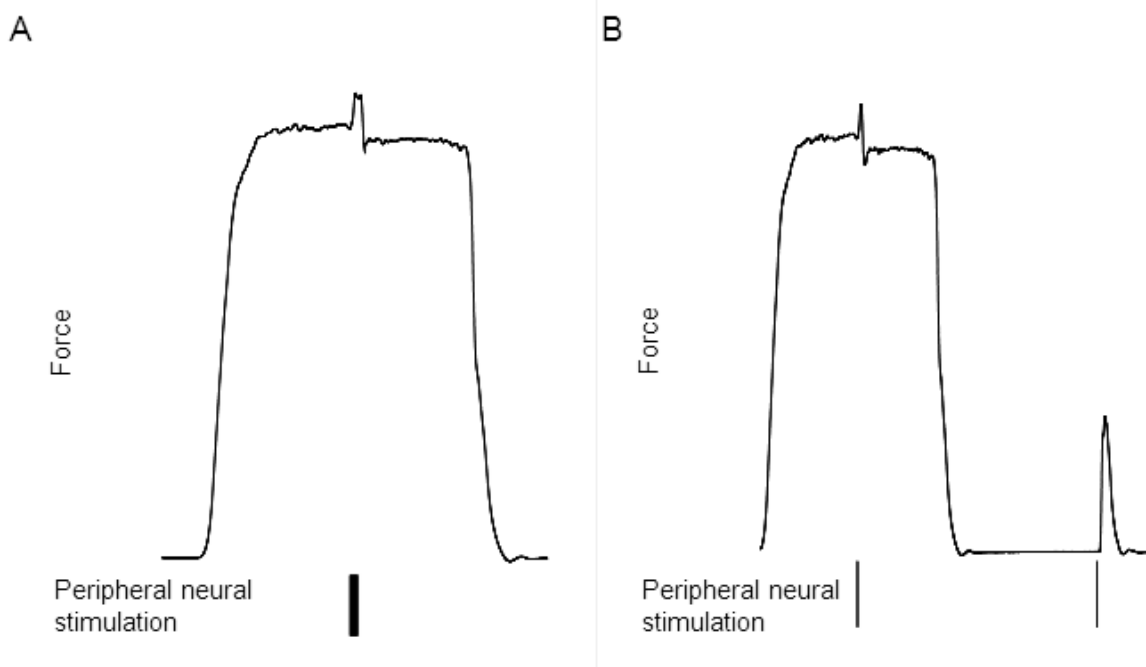 A
Force
Peripheral neural
stimulation
B
Force
Peripheral neural
stimulation